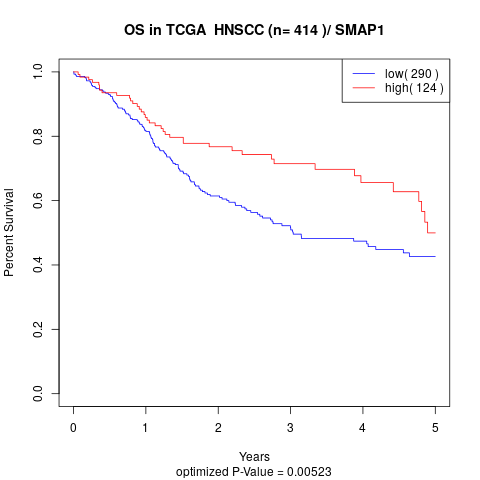 OS in TCGA  HNSCC (n= 414 )/ SMAP1
low( 290 )
high( 124 )
Percent Survival
1.0
0.8
0.6
0.4
0.2
0.0
0 1 2 3 4 5
Years
optimized P-Value = 0.00523